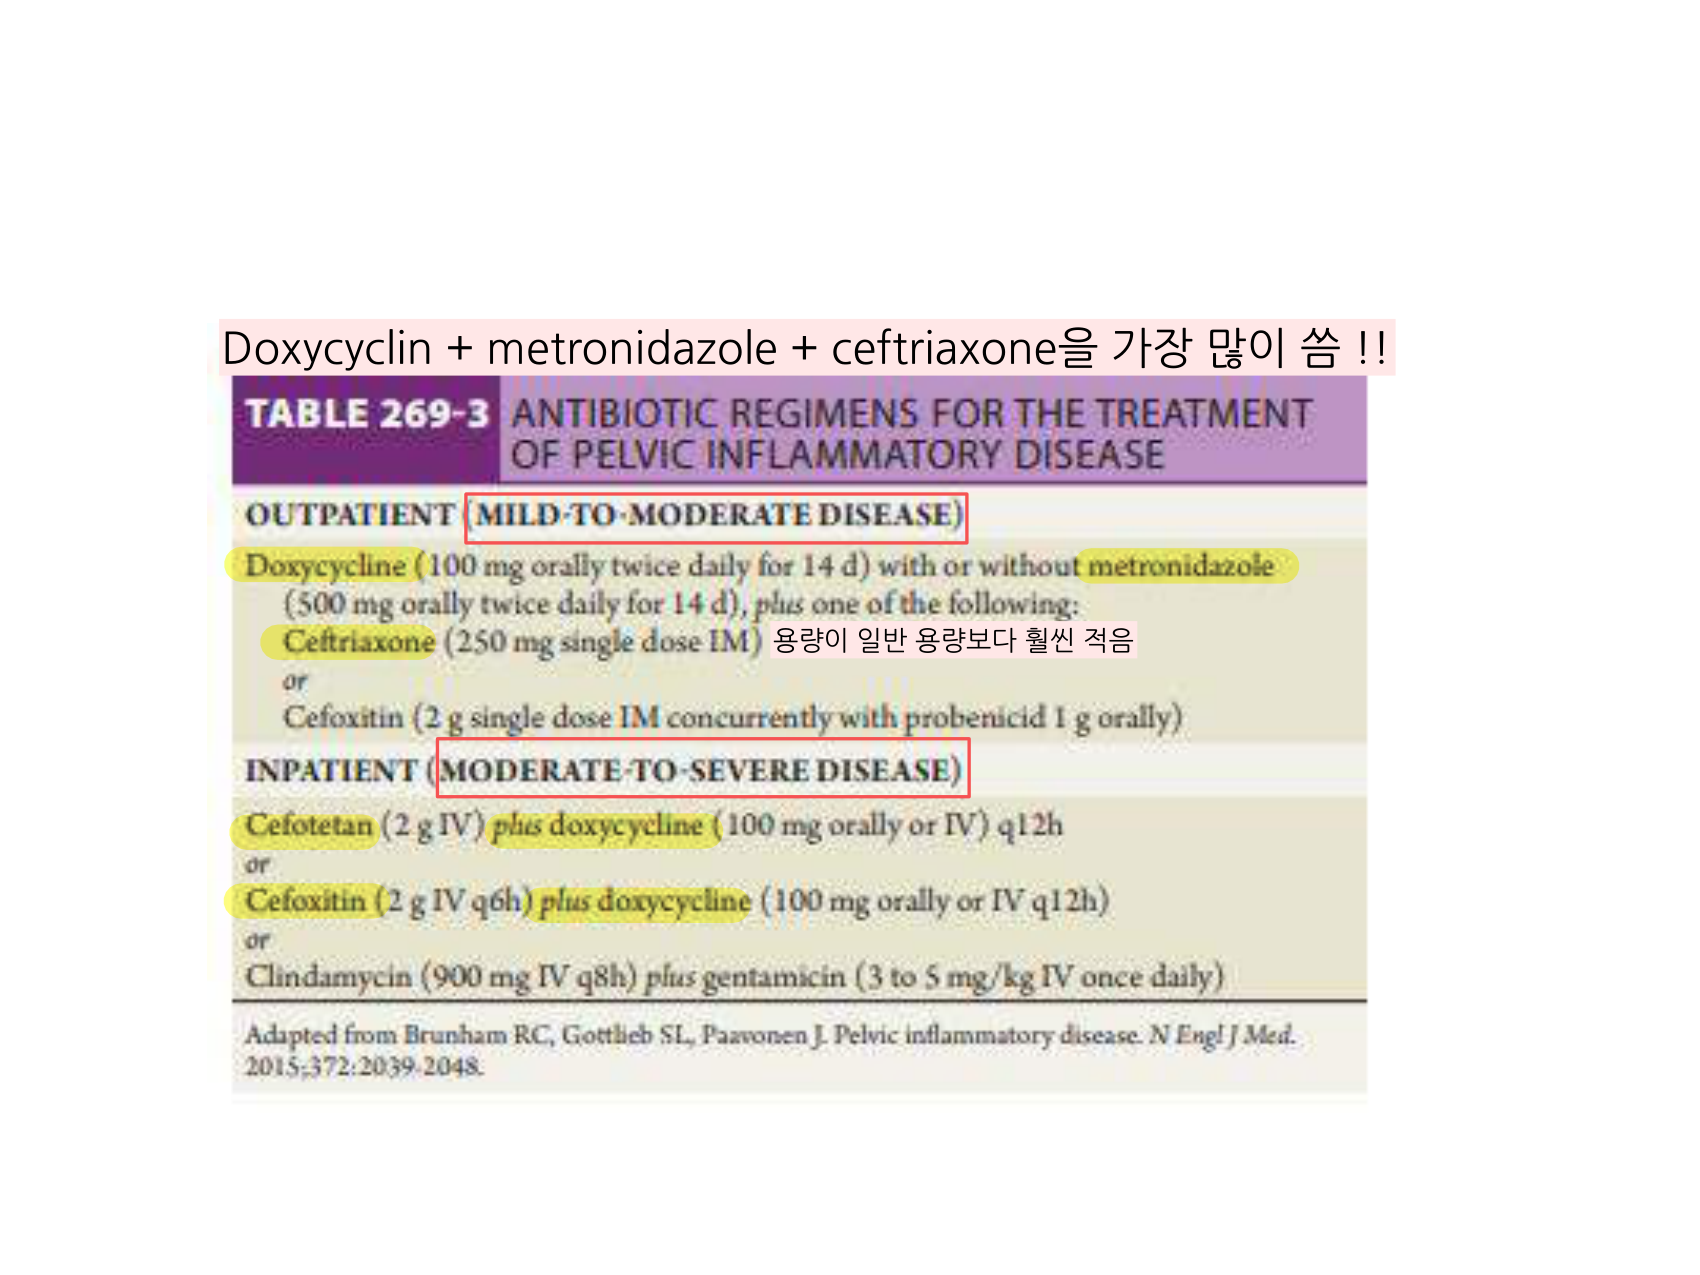 Doxycyclin + metronidazole + ceftriaxone을 가장 많이 씀 !!
TABLE 269-3 ANTIBIOTIC REGIMENS FOR THE TREATMENT
OF PELVIC INFLAMMATORY DISEASE
OUTPATIENT (MILD-TO-MODERATE DISEASE)
Doxycycline (100 mg orally twice daily for 14 d) with or without metronidazole
(500 mg orally twice daily for 14 d), plus one of the following:
Ceftriaxone (250 mg single dose IM) 용량이 일반 용량보다 훨씬 적음
or
Cefoxitin (2 g single dose IM concurrently with probenicid 1 g orally)
INPATIENT (MODERATE-TO-SEVERE DISEASE)
Cefotetan (2 g IV) plus doxycycline (100 mg orally or IV) q12h
or
Cefoxitin (2 g IV q6h) plus doxycycline (100 mg orally or IV q12h)
or
Clindamycin (900 mg IV q8h) plus gentamicin (3 to 5 mg/kg IV once daily)
Adapted from Brunham RC, Gottlieb SL, Paavonen J. Pelvic inflammatory disease. N Engl J Med.
2015;372:2039-2048.